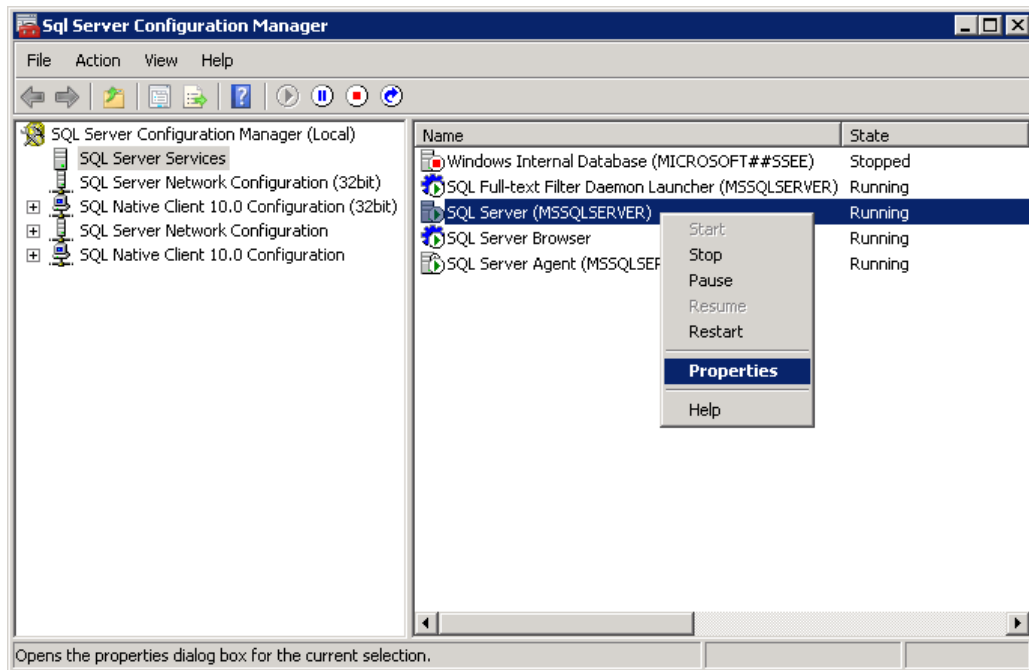 Sql Server Configuration Manager
File Action View Help
SQL Server Configuration Manager (Local)
SQL Server Services
SQL Server Network Configuration (32bit)
SQL Native Client 10.0 Configuration (32bit)
SQL Server Network Configuration
SQL Native Client 10.0 Configuration
Name State
Windows Internal Database (MICROSOFT##SSEE) Stopped
SQL Full-text Filter Daemon Launcher (MSSQLSERVER) Running
SQL Server (MSSQLSERVER) Running
SQL Server Browser Running
SQL Server Agent (MSSQLSER Running
Start
Stop
Pause
Resume
Restart
Properties
Help
Opens the properties dialog box for the current selection.